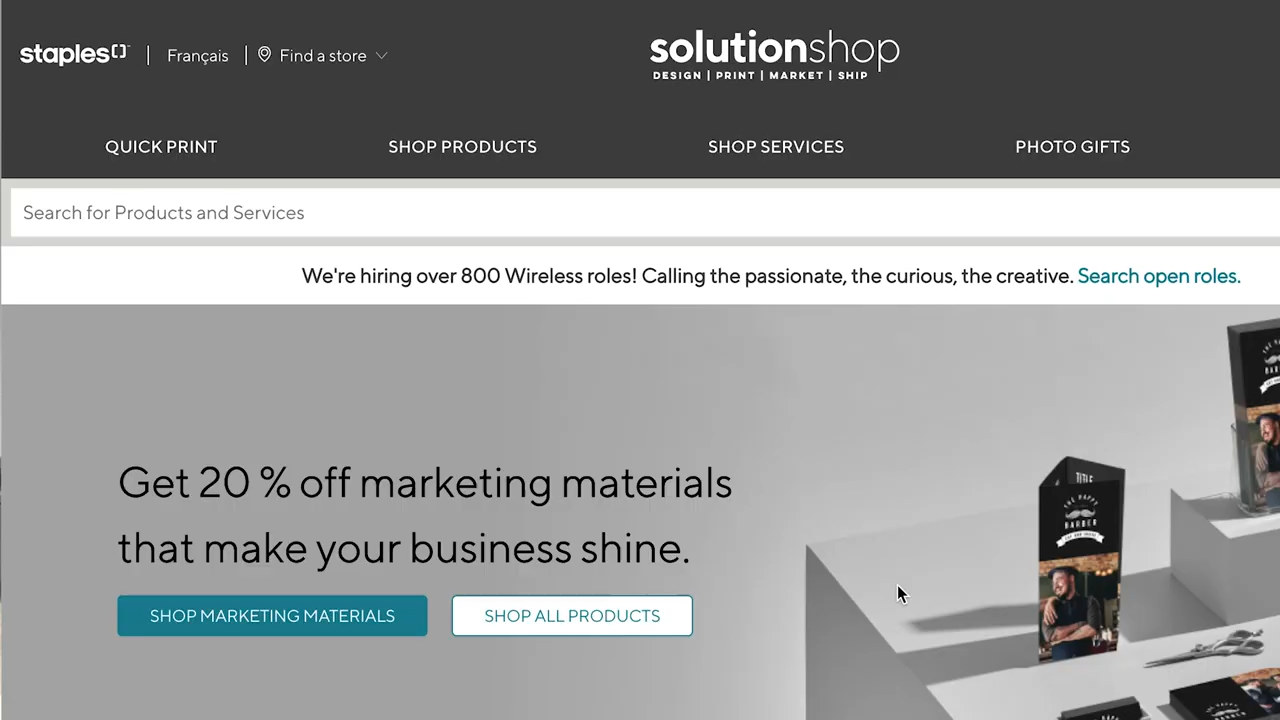 staples
Français
Find a store
solutionshop
DESIGN | PRINT | MARKET | SHIP
QUICK PRINT
SHOP PRODUCTS
SHOP SERVICES
PHOTO GIFTS
Search for Products and Services
We're hiring over 800 Wireless roles! Calling the passionate, the curious, the creative. Search open roles.
Get 20 % off marketing materials
that make your business shine.
SHOP MARKETING MATERIALS
SHOP ALL PRODUCTS
TITLE
THE HAPPY
BARBER